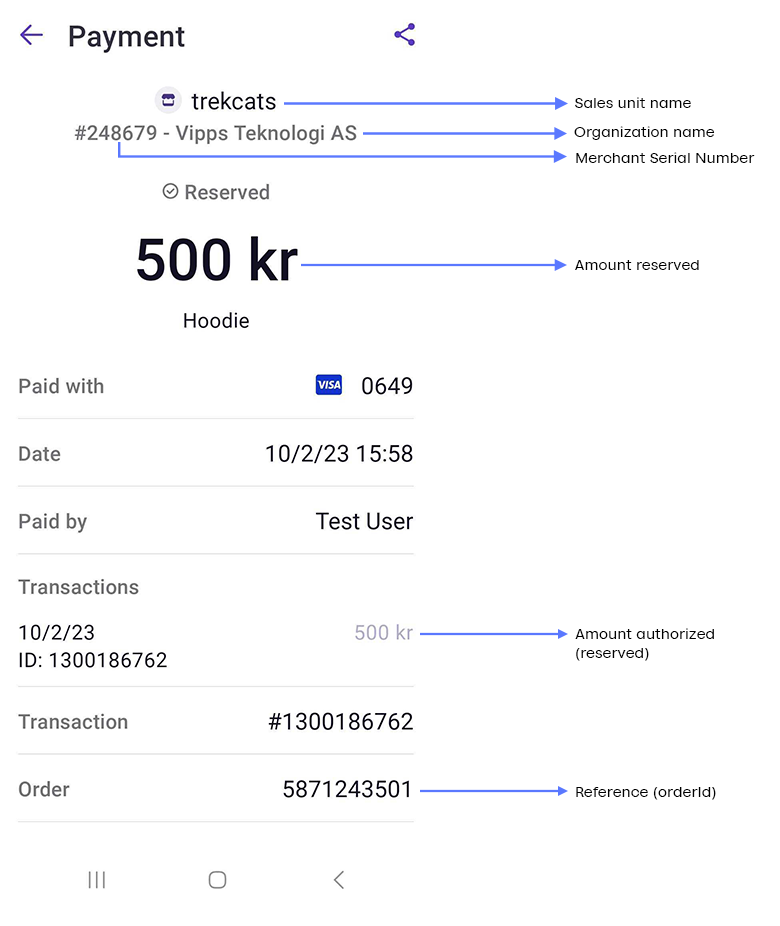 Payment
trekcats
Sales unit name
#248679 - Vipps Teknologi AS
Organization name
Merchant Serial Number
Reserved
500 kr
Amount reserved
Hoodie
Paid with
VISA 0649
Date
10/2/23 15:58
Paid by
Test User
Transactions
10/2/23
500 kr
Amount authorized
(reserved)
ID: 1300186762
Transaction
#1300186762
Order
5871243501
Reference (orderId)